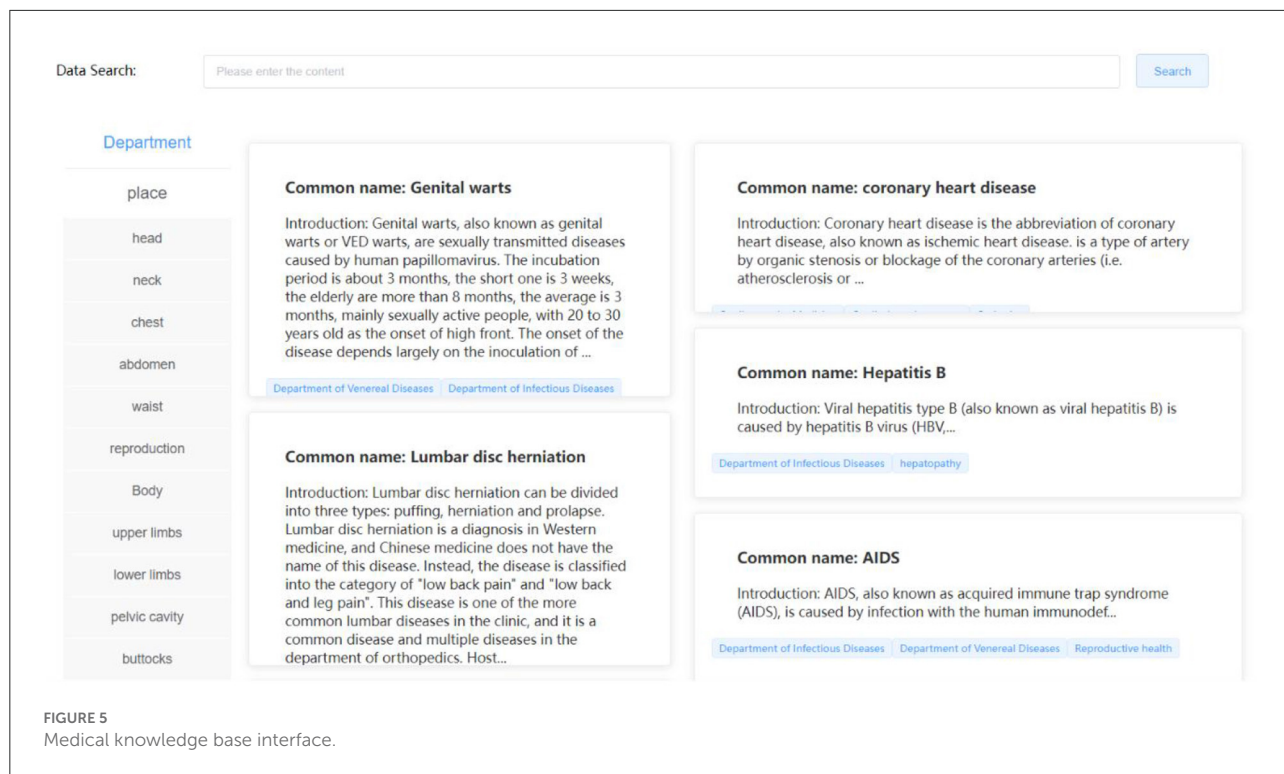 Data Search:
Please enter the content
Search
Department
place
head
neck
chest
abdomen
waist
reproduction
Body
upper limbs
lower limbs
pelvic cavity
buttocks
Common name: Genital warts
Introduction: Genital warts, also known as genital
warts or VED warts, are sexually transmitted diseases
caused by human papillomavirus. The incubation
period is about 3 months, the short one is 3 weeks,
the elderly are more than 8 months, the average is 3
months, mainly sexually active people, with 20 to 30
years old as the onset of high front. The onset of the
disease depends largely on the inoculation of ...
Department of Venereal Diseases
Department of Infectious Diseases
Common name: Lumbar disc herniation
Introduction: Lumbar disc herniation can be divided
into three types: puffing, herniation and prolapse.
Lumbar disc herniation is a diagnosis in Western
medicine, and Chinese medicine does not have the
name of this disease. Instead, the disease is classified
into the category of "low back pain" and "low back
and leg pain". This disease is one of the more
common lumbar diseases in the clinic, and it is a
common disease and multiple diseases in the
department of orthopedics. Host...
Common name: coronary heart disease
Introduction: Coronary heart disease is the abbreviation of coronary
heart disease, also known as ischemic heart disease. is a type of artery
by organic stenosis or blockage of the coronary arteries (i.e.
atherosclerosis or ...
Common name: Hepatitis B
Introduction: Viral hepatitis type B (also known as viral hepatitis B) is
caused by hepatitis B virus (HBV,...
Department of Infectious Diseases
hepatopathy
Common name: AIDS
Introduction: AIDS, also known as acquired immune trap syndrome
(AIDS), is caused by infection with the human immunodef...
Department of Infectious Diseases
Department of Venereal Diseases
Reproductive health
FIGURE 5
Medical knowledge base interface.